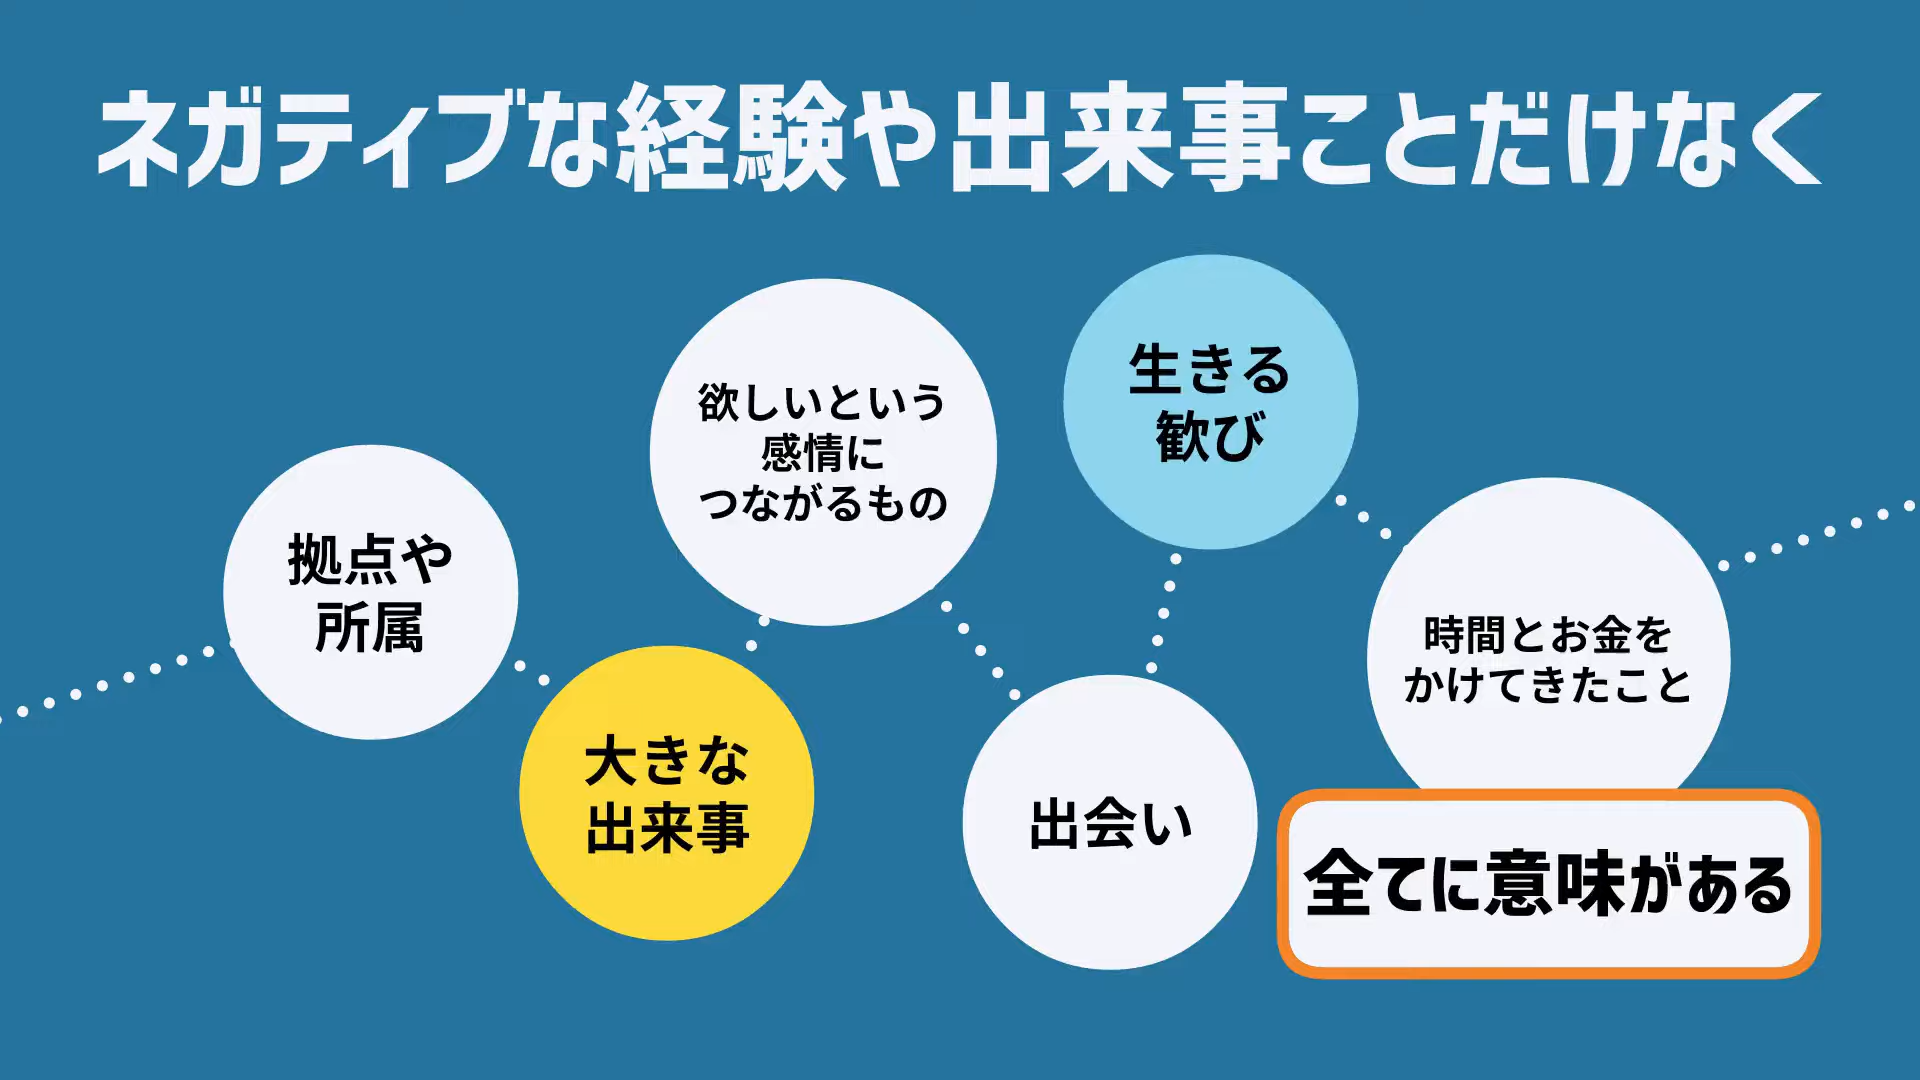 ネガティブな経験や出来事ことだけなく
拠点や
所属
大きな
出来事
欲しいという
感情に
つながるもの
出会い
生きる
歓び
時間とお金を
かけてきたこと
全てに意味がある